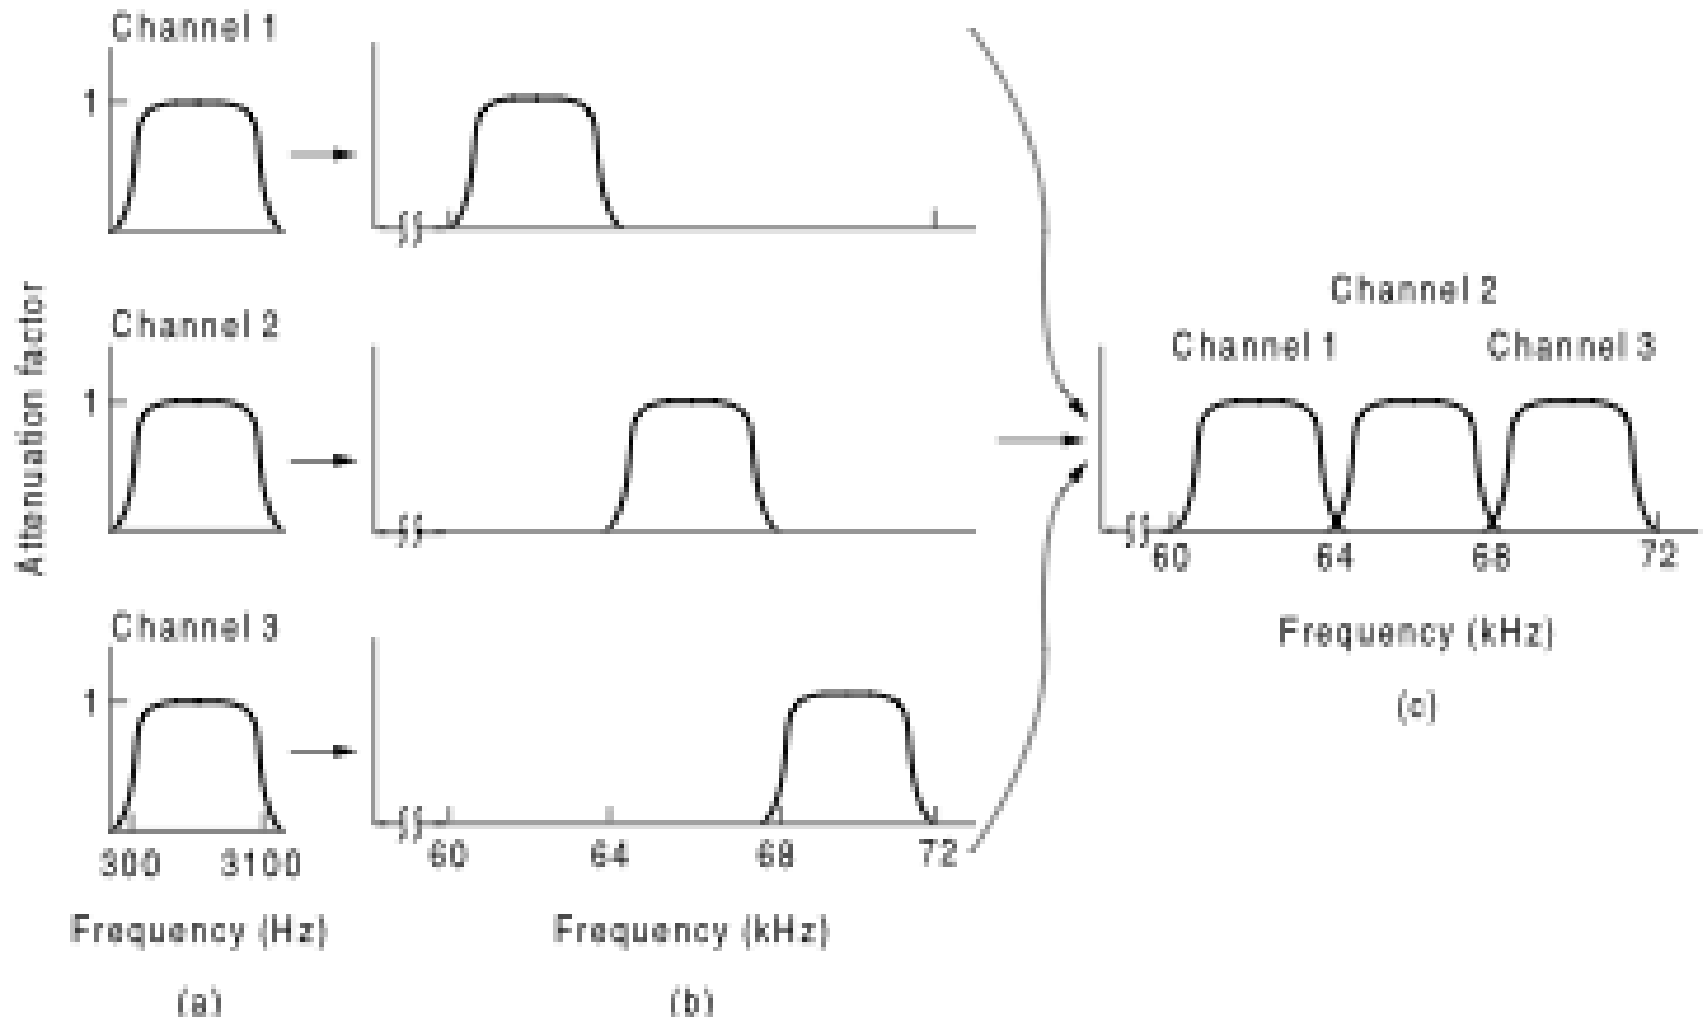 Channel 1
1
Attenuation factor
Channel 2
1
Channel 3
1
300 3100
Frequency (Hz)
(a)
60 64 68 72
Frequency (kHz)
(b)
Channel 2
Channel 1 Channel 3
60 64 68 72
Frequency (kHz)
(c)